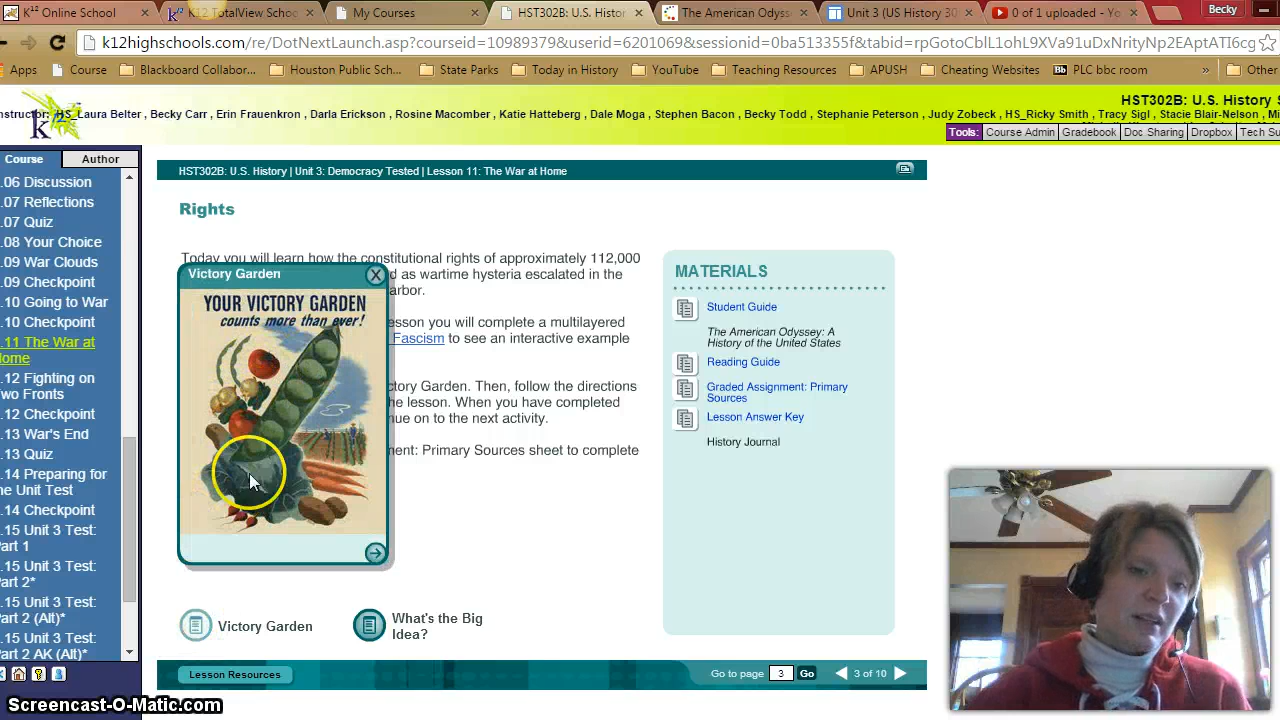 K12 Online School
K12 TotalView Schoo
My Courses
HST302B: U.S. Histor
The American Odyss
Unit 3 (US History 30
0 of 1 uploaded - Yo
Becky
k12highschools.com/re/DotNextLaunch.asp?courseid=10989379&userid=6201069&sessionid=0ba513355f&tabid=rpGotoCblL1ohL9XVa91uDxNrityNp2EAptATI6cg
Apps
Course
Blackboard Collabor...
Houston Public Sch...
State Parks
Today in History
YouTube
Teaching Resources
APUSH
Cheating Websites
Bb PLC bbc room
»
Other
HST302B: U.S. History S
nstructor: HS_Laura Belter , Becky Carr , Erin Frauenkron , Darla Erickson , Rosine Macomber , Katie Hatteberg , Dale Moga , Stephen Bacon , Becky Todd , Stephanie Peterson , Judy Zobeck , HS_Ricky Smith , Tracy Sigl , Stacie Blair-Nelson , Mi
k12
Tools: Course Admin Gradebook Doc Sharing Dropbox Tech Su
Course Author
.06 Discussion
.07 Reflections
.07 Quiz
.08 Your Choice
.09 War Clouds
.09 Checkpoint
.10 Going to War
.10 Checkpoint
.11 The War at
ome
.12 Fighting on
wo Fronts
.12 Checkpoint
.13 War's End
.13 Quiz
.14 Preparing for
he Unit Test
.14 Checkpoint
.15 Unit 3 Test:
art 1
.15 Unit 3 Test:
art 2*
.15 Unit 3 Test:
art 2 (Alt)*
.15 Unit 3 Test:
art 2 AK (Alt)*
HST302B: U.S. History | Unit 3: Democracy Tested | Lesson 11: The War at Home
Rights
Today you will learn how the constitutional rights of approximately 112,000
d as wartime hysteria escalated in the
arbor.
esson you will complete a multilayered
Fascism to see an interactive example
ctory Garden. Then, follow the directions
he lesson. When you have completed
nue on to the next activity.
ment: Primary Sources sheet to complete
Victory Garden
X
YOUR VICTORY GARDEN
counts more than ever!
Victory Garden
What's the Big
Idea?
MATERIALS
Student Guide
The American Odyssey: A
History of the United States
Reading Guide
Graded Assignment: Primary
Sources
Lesson Answer Key
History Journal
Lesson Resources
Go to page 3 Go
3 of 10
Screencast-O-Matic.com